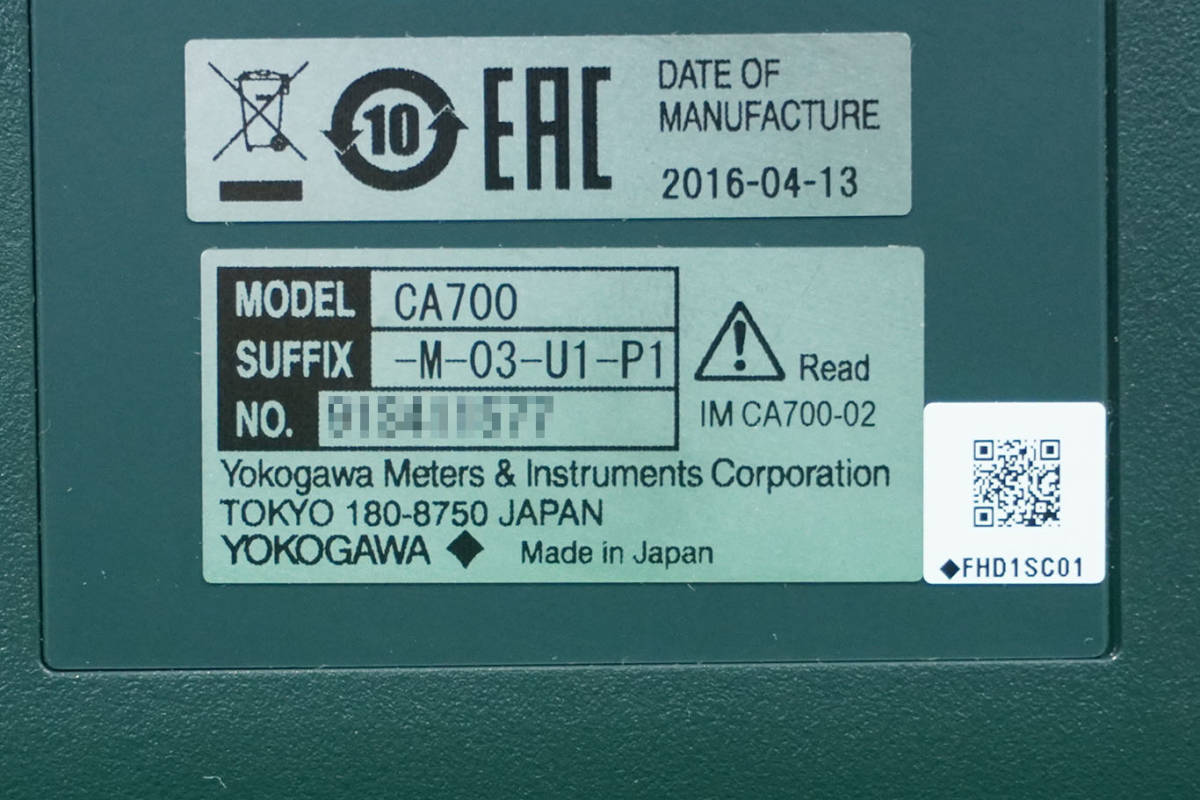 10
EAC
DATE OF
MANUFACTURE
2016-04-13
MODEL CA700
SUFFIX -M-03-U1-P1
NO.
Read
IM CA700-02
Yokogawa Meters & Instruments Corporation
TOKYO 180-8750 JAPAN
YOKOGAWA ◆ Made in Japan
◆FHD1SC01